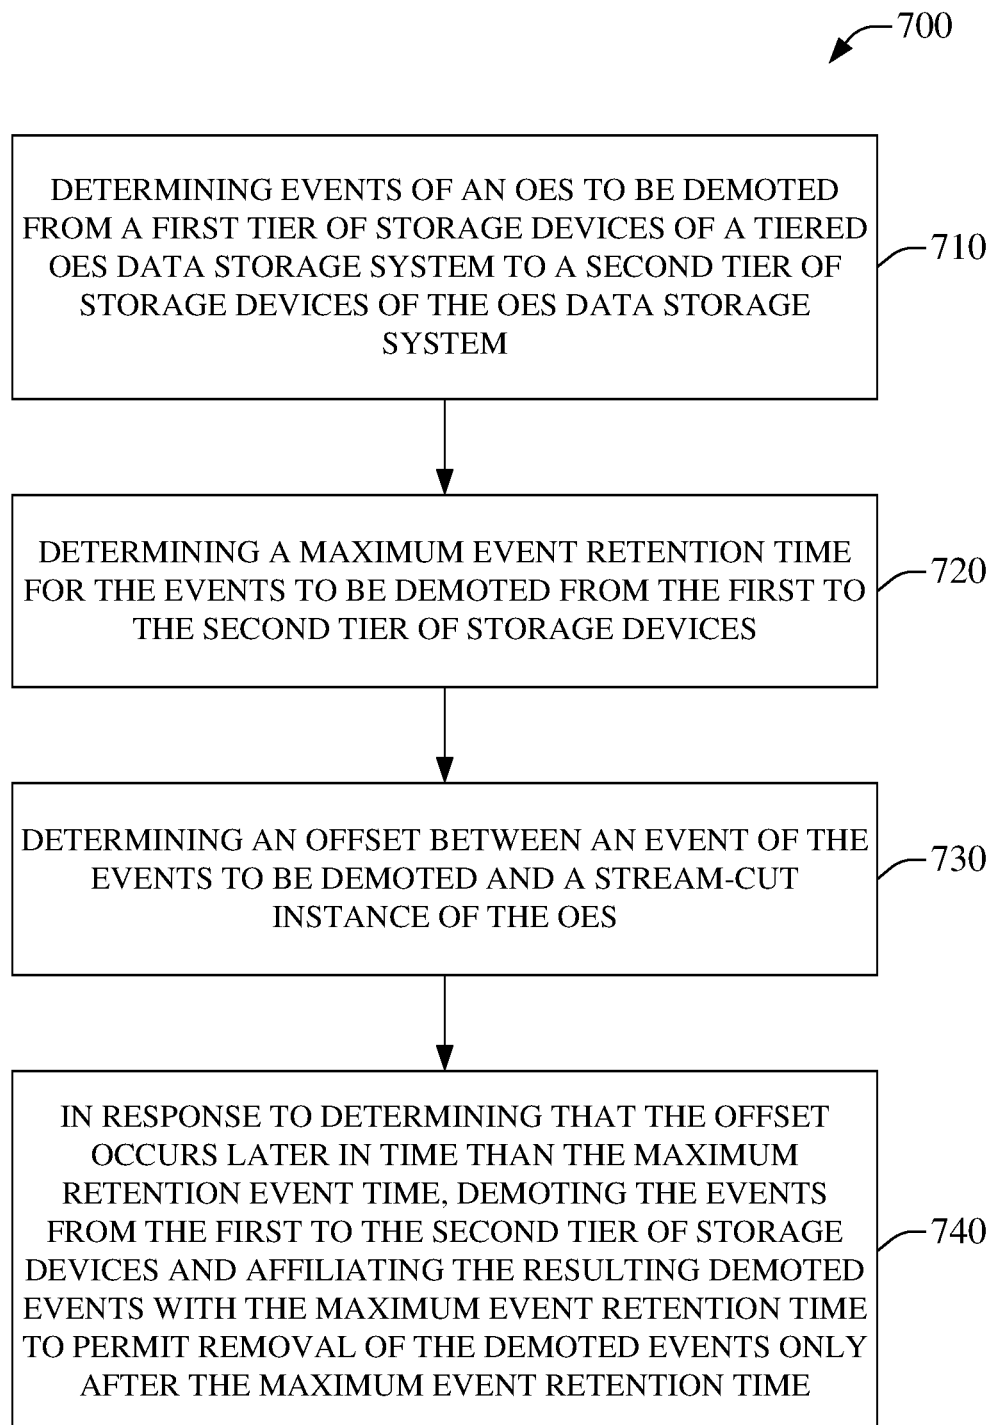 700
DETERMINING EVENTS OF AN OES TO BE DEMOTED
FROM A FIRST TIER OF STORAGE DEVICES OF A TIERED
OES DATA STORAGE SYSTEM TO A SECOND TIER OF
STORAGE DEVICES OF THE OES DATA STORAGE
SYSTEM
710
DETERMINING A MAXIMUM EVENT RETENTION TIME
FOR THE EVENTS TO BE DEMOTED FROM THE FIRST TO
THE SECOND TIER OF STORAGE DEVICES
720
DETERMINING AN OFFSET BETWEEN AN EVENT OF THE
EVENTS TO BE DEMOTED AND A STREAM-CUT
INSTANCE OF THE OES
730
IN RESPONSE TO DETERMINING THAT THE OFFSET
OCCURS LATER IN TIME THAN THE MAXIMUM
RETENTION EVENT TIME, DEMOTING THE EVENTS
FROM THE FIRST TO THE SECOND TIER OF STORAGE
DEVICES AND AFFILIATING THE RESULTING DEMOTED
EVENTS WITH THE MAXIMUM EVENT RETENTION TIME
TO PERMIT REMOVAL OF THE DEMOTED EVENTS ONLY
AFTER THE MAXIMUM EVENT RETENTION TIME
740